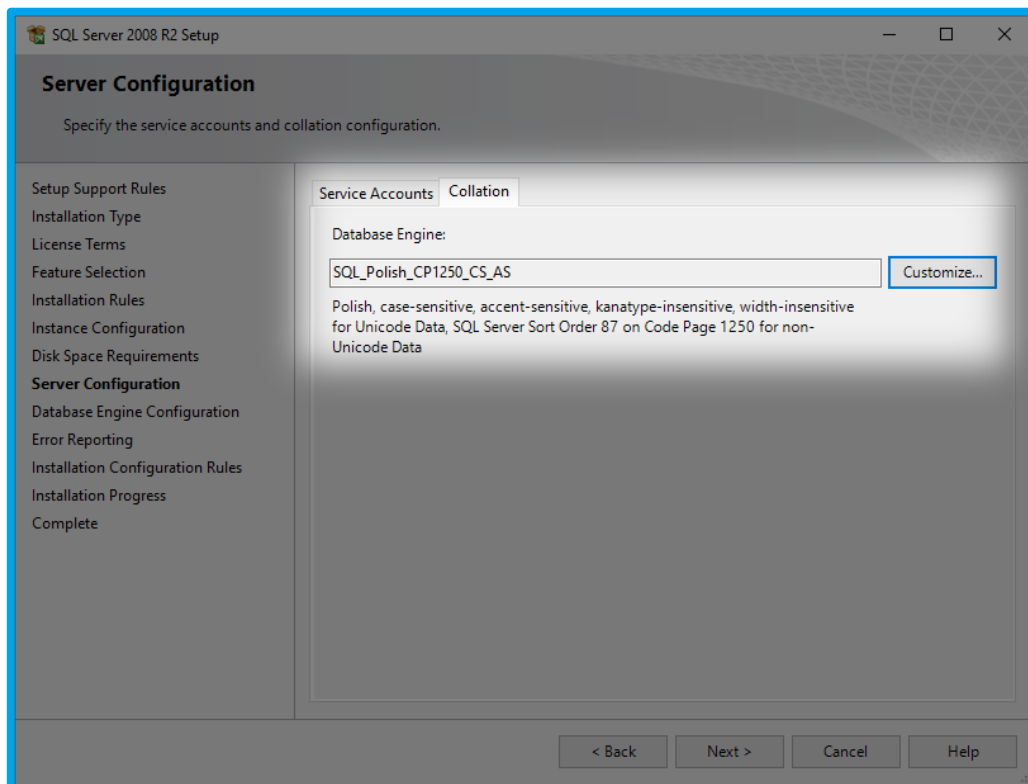 SQL Server 2008 R2 Setup
Server Configuration
Specify the service accounts and collation configuration.
Setup Support Rules
Installation Type
License Terms
Feature Selection
Installation Rules
Instance Configuration
Disk Space Requirements
Server Configuration
Database Engine Configuration
Error Reporting
Installation Configuration Rules
Installation Progress
Complete
Service Accounts Collation
Database Engine:
SQL_Polish_CP1250_CS_AS Customize...
Polish, case-sensitive, accent-sensitive, kanatype-insensitive, width-insensitive
for Unicode Data, SQL Server Sort Order 87 on Code Page 1250 for non-
Unicode Data
< Back Next > Cancel Help